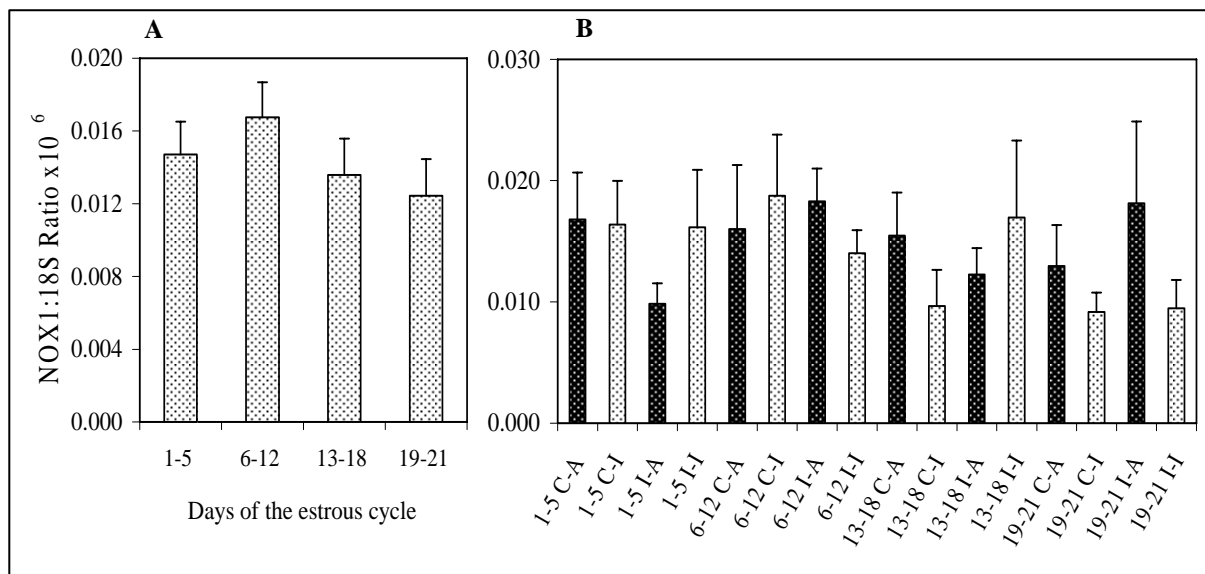 A
B
NOX1:18S Ratio x10 6
0.020
0.016
0.012
0.008
0.004
0.000
1-5
6-12
13-18
19-21
Days of the estrous cycle
0.030
0.020
0.010
0.000
1-5 C-A
1-5 C-I
1-5 I-A
1-5 I-I
6-12 C-A
6-12 C-I
6-12 I-A
6-12 I-I
13-18 C-A
13-18 C-I
13-18 I-A
13-18 I-I
19-21 C-A
19-21 C-I
19-21 I-A
19-21 I-I